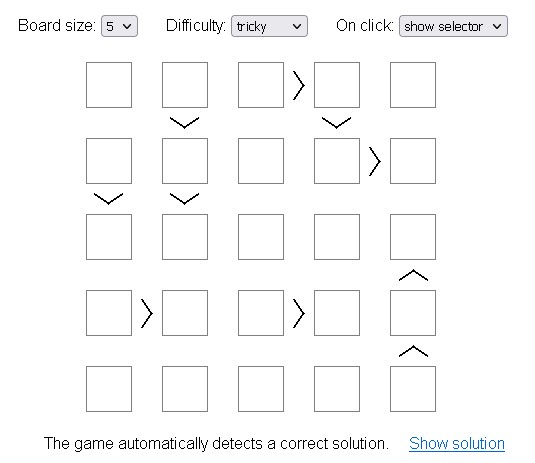 Board size: 5 Difficulty: tricky On click: show selector
The game automatically detects a correct solution. Show solution